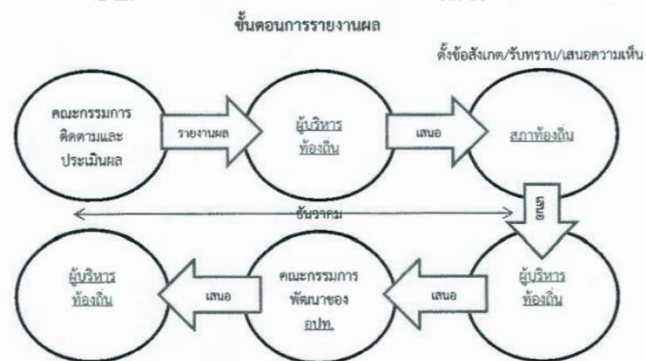 ขั้นตอนการรายงานผล
ตั้งข้อสังเกต/รับทราบ/เสนอความเห็น
คณะกรรมการ
ติดตามและ
ประเมินผล
รายงานผล
ผู้บริหาร
ท้องถิ่น
เสนอ
สภาท้องถิ่น
เสนอ
ธันวาคม
ผู้บริหาร
ท้องถิ่น
เสนอ
คณะกรรมการ
พัฒนาของ
อปท.
เสนอ
ผู้บริหาร
ท้องถิ่น